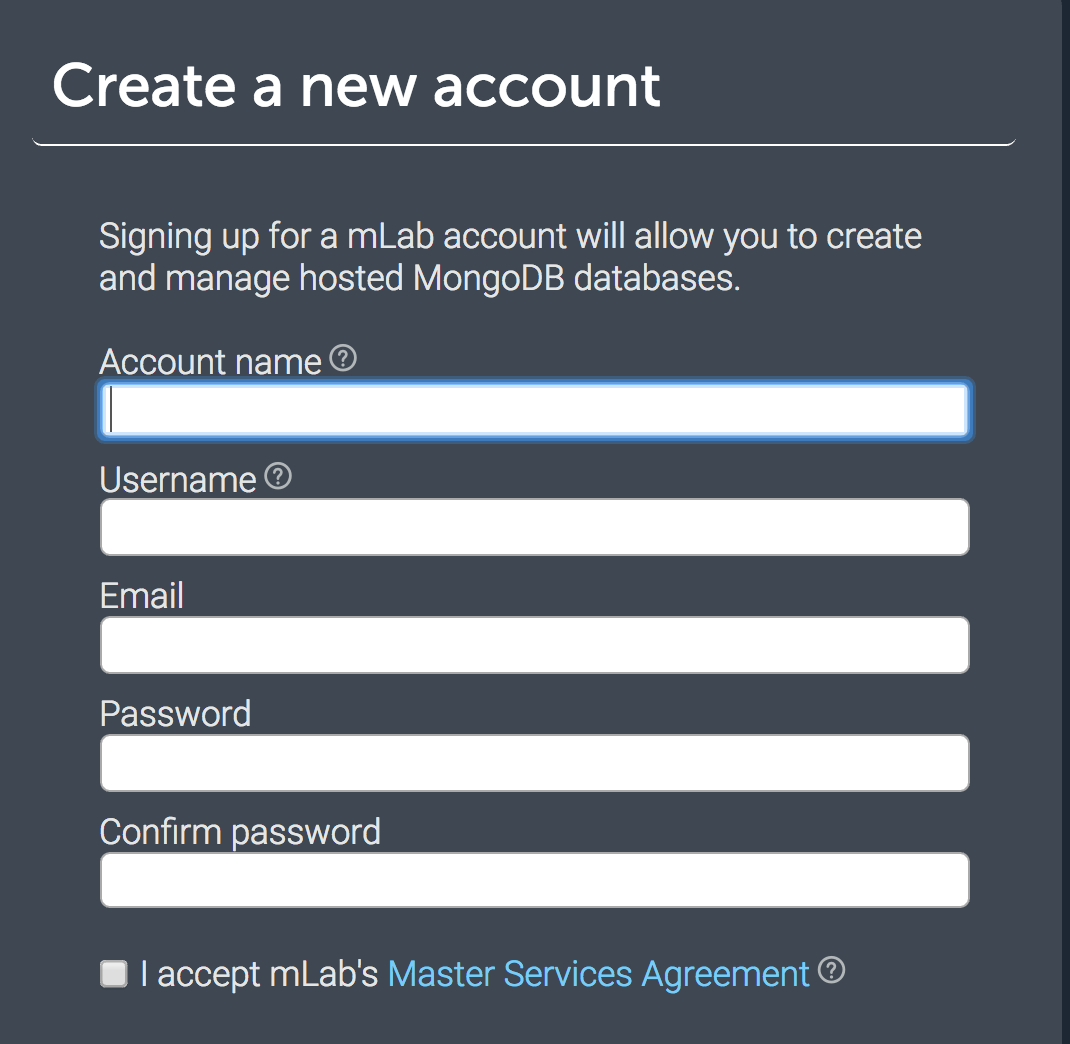 Create a new account
Signing up for a mLab account will allow you to create
and manage hosted MongoDB databases.
Account name ?
Username ?
Email
Password
Confirm password
I accept mLab's Master Services Agreement ?